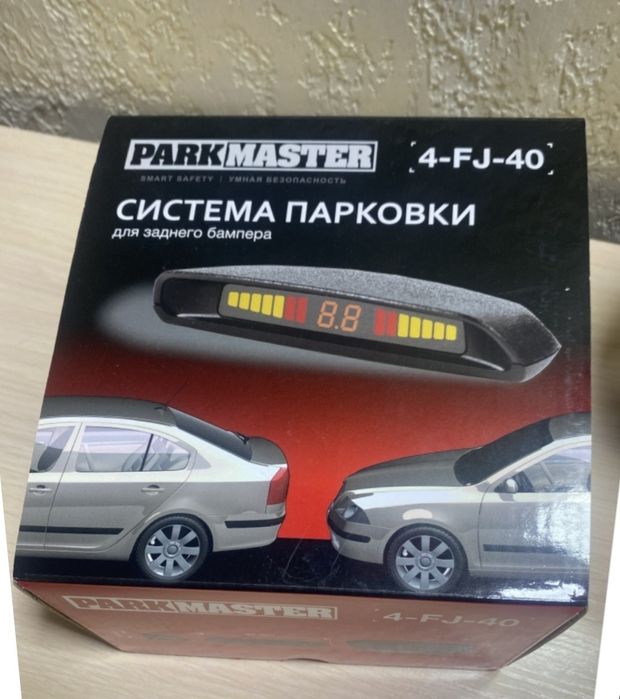 PARKMASTER
[4-FJ-40]
SMART SAFETY | УМНАЯ БЕЗОПАСНОСТЬ
СИСТЕМА ПАРКОВКИ
для заднего бампера
8.8
PARKMASTER
4-FJ-40